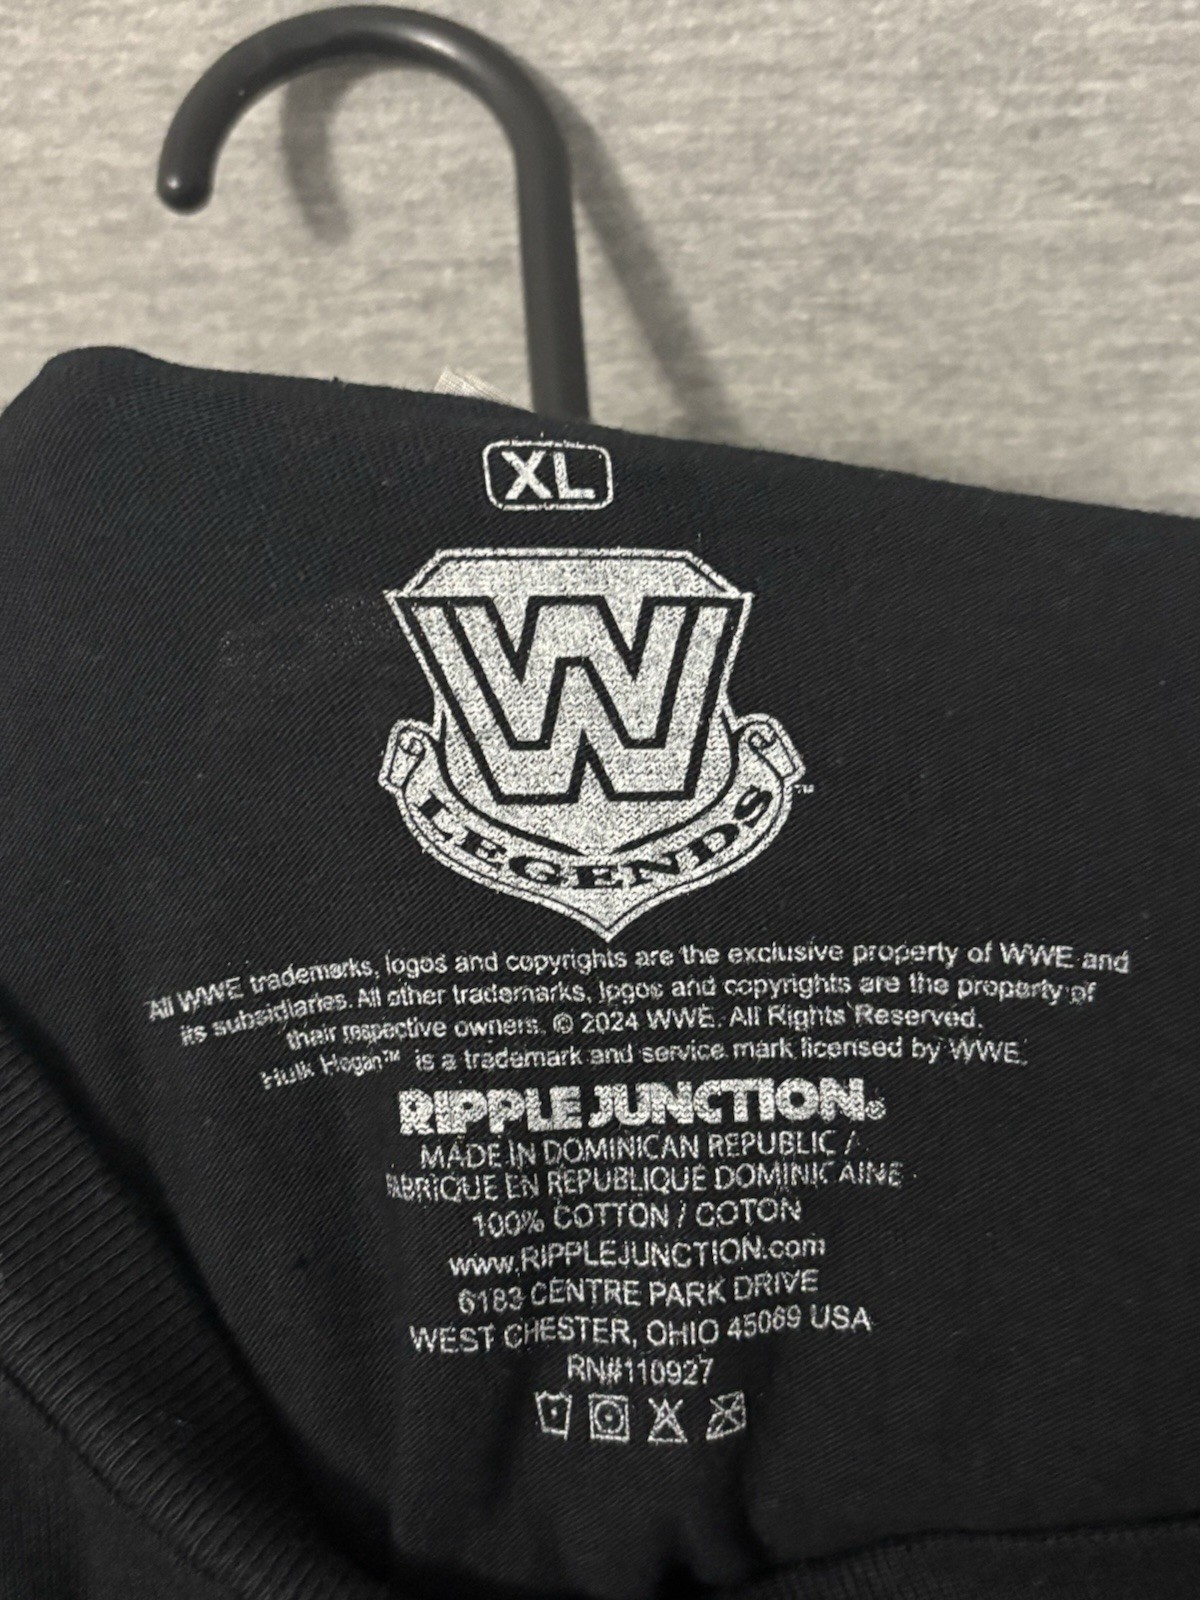 XL
W
LEGENDS
™
All WWE trademarks, logos and copyrights are the exclusive property of WWE and
its subsidiaries. All other trademarks, logos and copyrights are the property of
their respective owners. © 2024 WWE. All Rights Reserved.
Hulk Hogan™ is a trademark and service mark licensed by WWE.
RIPPLE JUNCTION®
MADE IN DOMINICAN REPUBLIC /
FABRIQUE EN RÉPUBLIQUE DOMINICAINE
100% COTTON / COTON
www.RIPPLEJUNCTION.com
6183 CENTRE PARK DRIVE
WEST CHESTER, OHIO 45069 USA
RN#110927